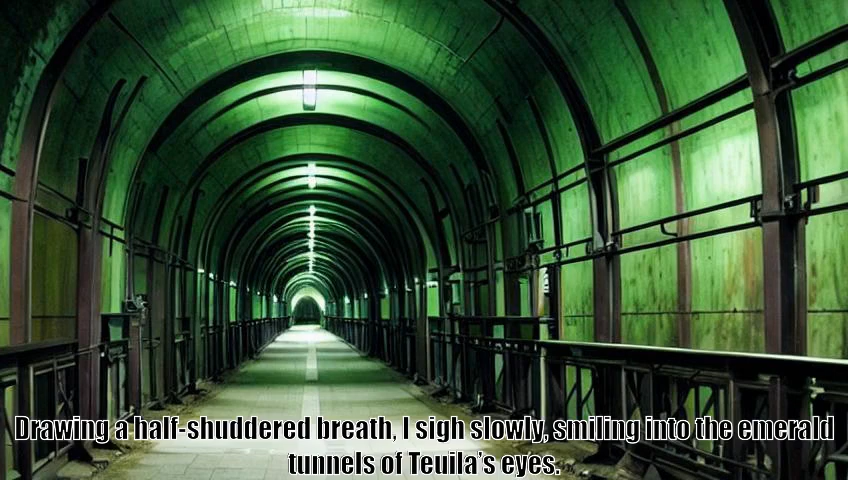 Drawing a half-shuddered breath, I sigh slowly, smiling into the emerald
tunnels of Teuila’s eyes.